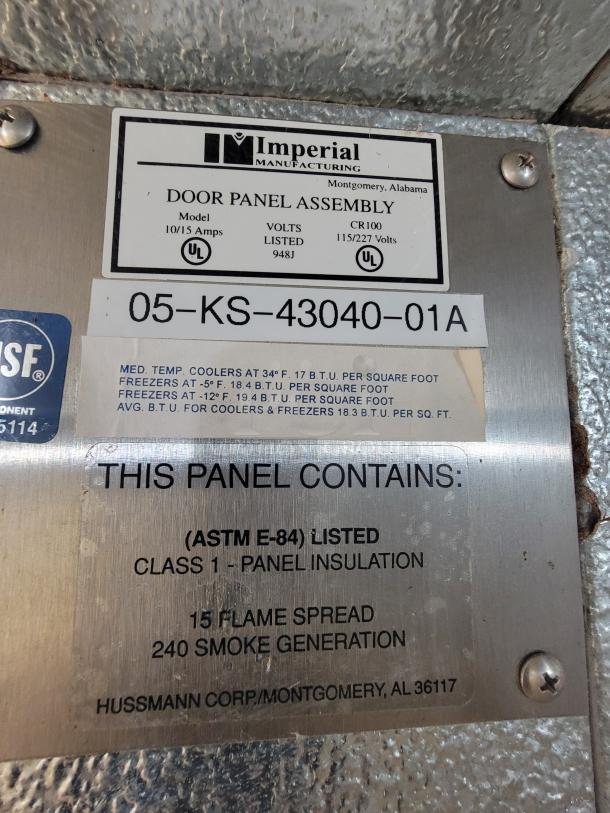 Imperial
MANUFACTURING
Montgomery, Alabama
DOOR PANEL ASSEMBLY
Model VOLTS CR100
10/15 Amps LISTED 115/227 Volts
UL 948J UL
05-KS-43040-01A
SF®
ONENT
5114
MED. TEMP. COOLERS AT 34° F. 17 B.T.U. PER SQUARE FOOT
FREEZERS AT -5° F. 18.4 B.T.U. PER SQUARE FOOT
FREEZERS AT -12° F. 19.4 B.T.U. PER SQUARE FOOT
AVG. B.T.U. FOR COOLERS & FREEZERS 18.3 B.T.U. PER SQ. FT.
THIS PANEL CONTAINS:
(ASTM E-84) LISTED
CLASS 1 - PANEL INSULATION
15 FLAME SPREAD
240 SMOKE GENERATION
HUSSMANN CORP./MONTGOMERY, AL 36117